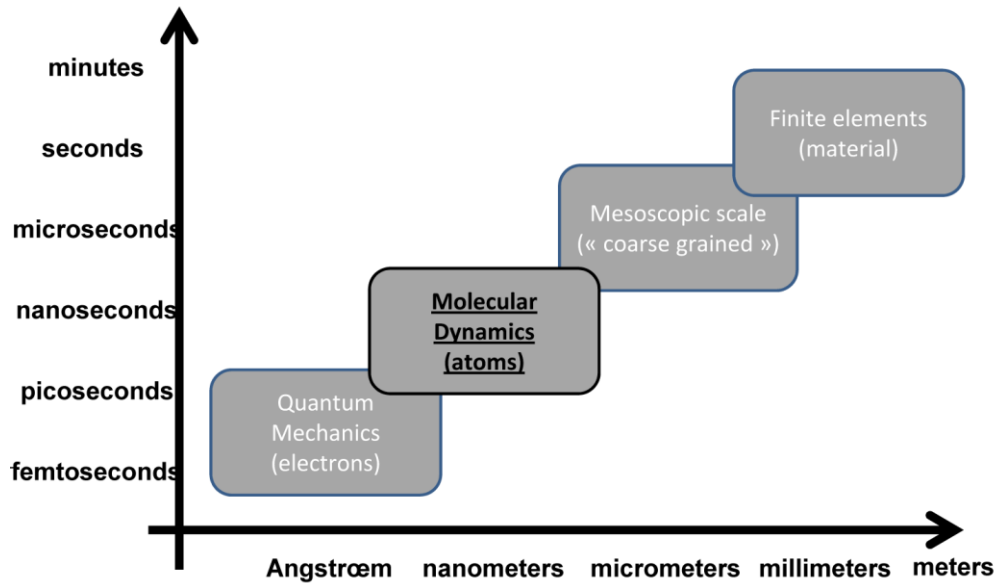 minutes
seconds
microseconds
nanoseconds
picoseconds
femtoseconds
Finite elements
(material)
Mesoscopic scale
(« coarse grained »)
Molecular
Dynamics
(atoms)
Quantum
Mechanics
(electrons)
Angstrœm nanometers micrometers millimeters meters